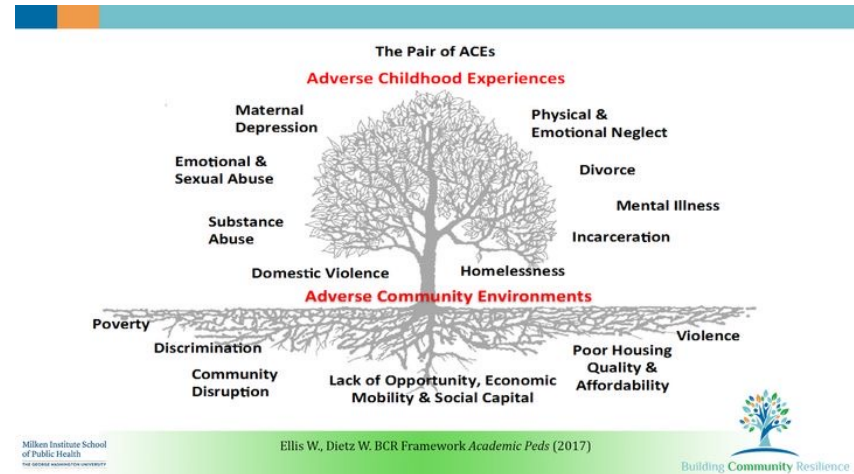 The Pair of ACEs
Adverse Childhood Experiences
Maternal
Depression
Physical &
Emotional Neglect
Emotional &
Sexual Abuse
Divorce
Mental Illness
Substance
Abuse
Incarceration
Domestic Violence
Homelessness
Adverse Community Environments
Poverty
Violence
Discrimination
Poor Housing
Quality &
Affordability
Community
Disruption
Lack of Opportunity, Economic
Mobility & Social Capital
Milken Institute School
of Public Health
THE GEORGE WASHINGTON UNIVERSITY
Ellis W., Dietz W. BCR Framework Academic Peds (2017)
Building Community Resilience